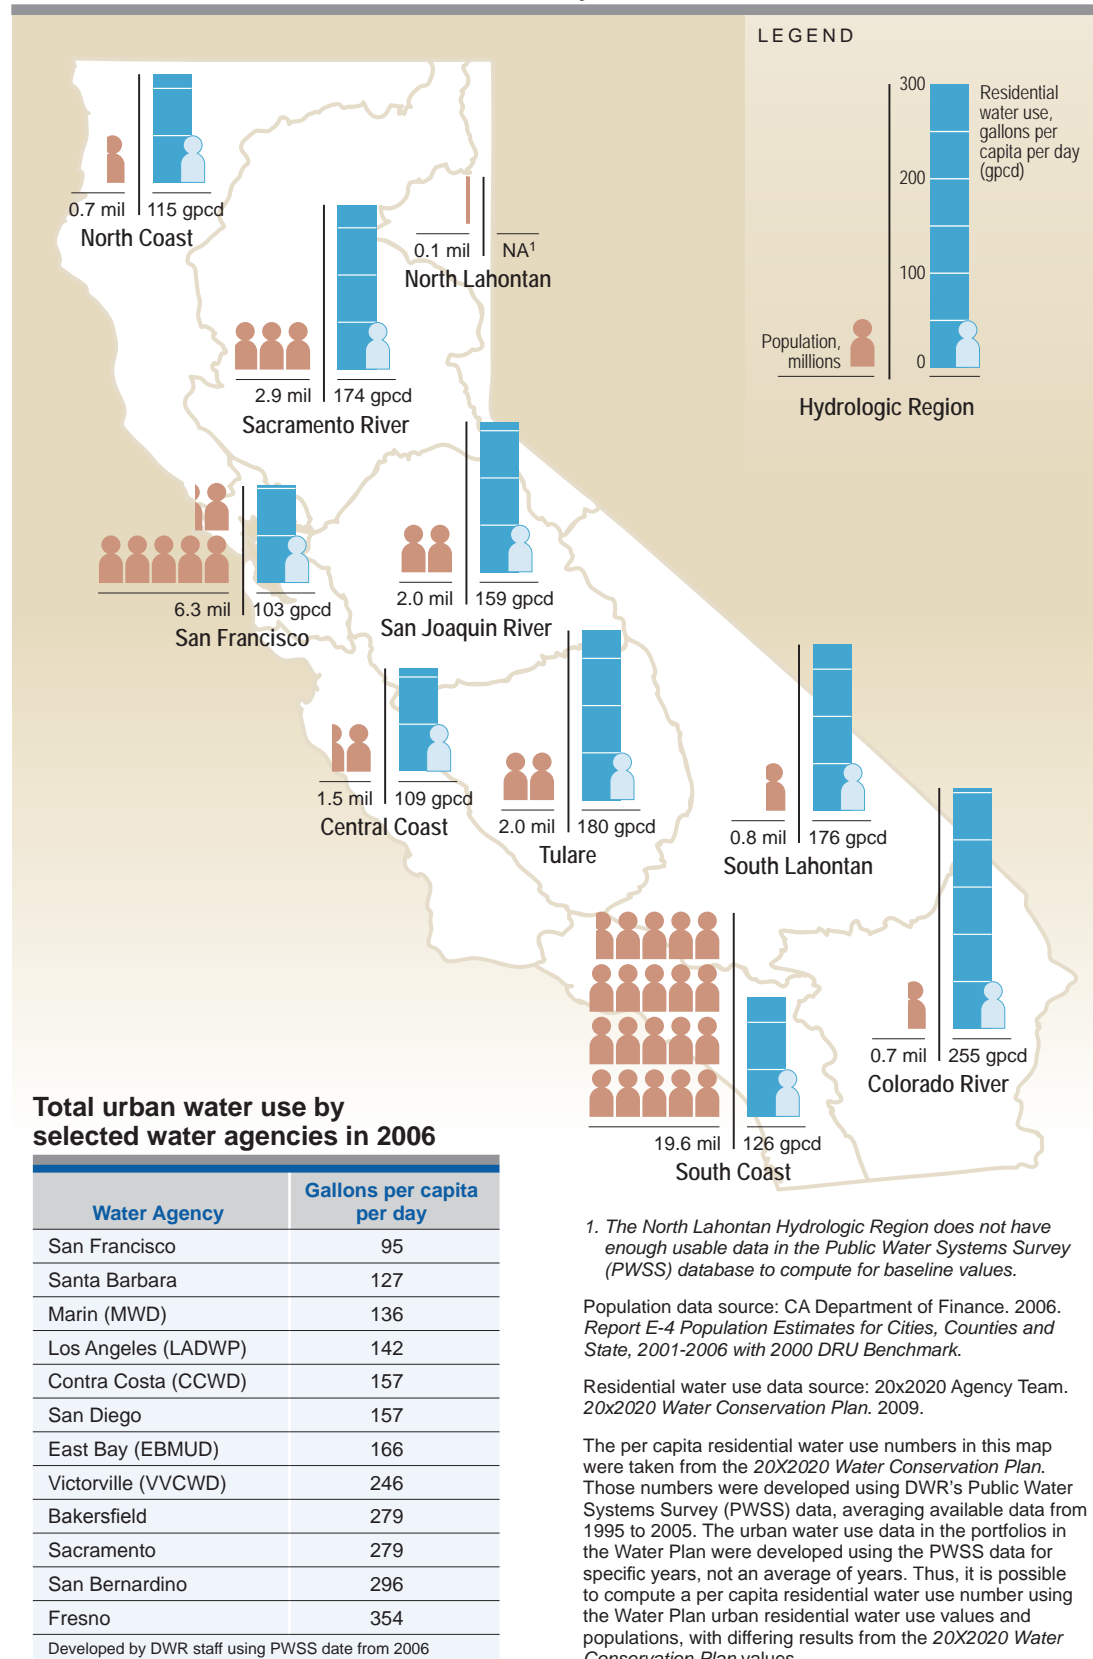 LEGEND
300
200
100
0
Residential
water use,
gallons per
capita per day
(gpcd)
Population,
millions
Hydrologic Region
0.7 mil
115 gpcd
North Coast
0.1 mil
NA1
North Lahontan
2.9 mil
174 gpcd
Sacramento River
6.3 mil
103 gpcd
San Francisco
2.0 mil
159 gpcd
San Joaquin River
1.5 mil
109 gpcd
Central Coast
2.0 mil
180 gpcd
Tulare
0.8 mil
176 gpcd
South Lahontan
0.7 mil
255 gpcd
Colorado River
19.6 mil
126 gpcd
South Coast
Total urban water use by
selected water agencies in 2006
Water Agency
Gallons per capita
per day
San Francisco 95
Santa Barbara 127
Marin (MWD) 136
Los Angeles (LADWP) 142
Contra Costa (CCWD) 157
San Diego 157
East Bay (EBMUD) 166
Victorville (VVCWD) 246
Bakersfield 279
Sacramento 279
San Bernardino 296
Fresno 354
Developed by DWR staff using PWSS date from 2006
1. The North Lahontan Hydrologic Region does not have
enough usable data in the Public Water Systems Survey
(PWSS) database to compute for baseline values.
Population data source: CA Department of Finance. 2006.
Report E-4 Population Estimates for Cities, Counties and
State, 2001-2006 with 2000 DRU Benchmark.
Residential water use data source: 20x2020 Agency Team.
20x2020 Water Conservation Plan. 2009.
The per capita residential water use numbers in this map
were taken from the 20X2020 Water Conservation Plan.
Those numbers were developed using DWR's Public Water
Systems Survey (PWSS) data, averaging available data from
1995 to 2005. The urban water use data in the portfolios in
the Water Plan were developed using the PWSS data for
specific years, not an average of years. Thus, it is possible
to compute a per capita residential water use number using
the Water Plan urban residential water use values and
populations, with differing results from the 20X2020 Water
Conservation Plan values.